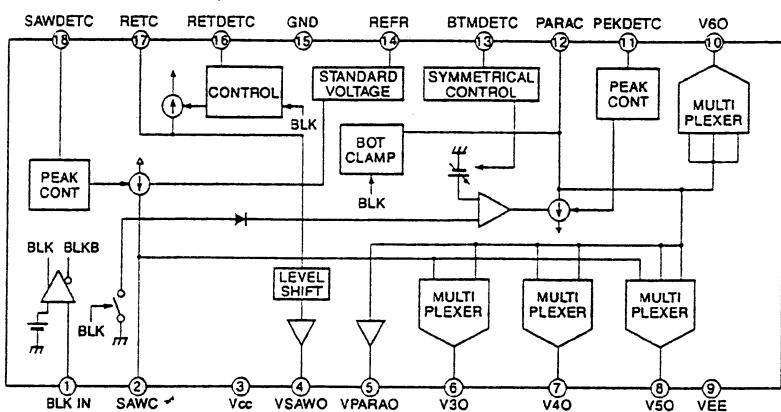 SAWDETC RETC RETDETC GND REFR BTMDETC PARAC PEKDETC V6O
18 17 16 15 14 13 12 11 10
CONTROL
STANDARD
VOLTAGE
SYMMETRICAL
CONTROL
PEAK
CONT
MULTI
PLEXER
BLK
BOT
CLAMP
BLK
PEAK
CONT
BLK BLKB
BLK
LEVEL
SHIFT
MULTI
PLEXER
MULTI
PLEXER
MULTI
PLEXER
1 2 3 4 5 6 7 8 9
BLK IN SAWC Vcc VSAWO VPARAO V3O V4O V5O VEE